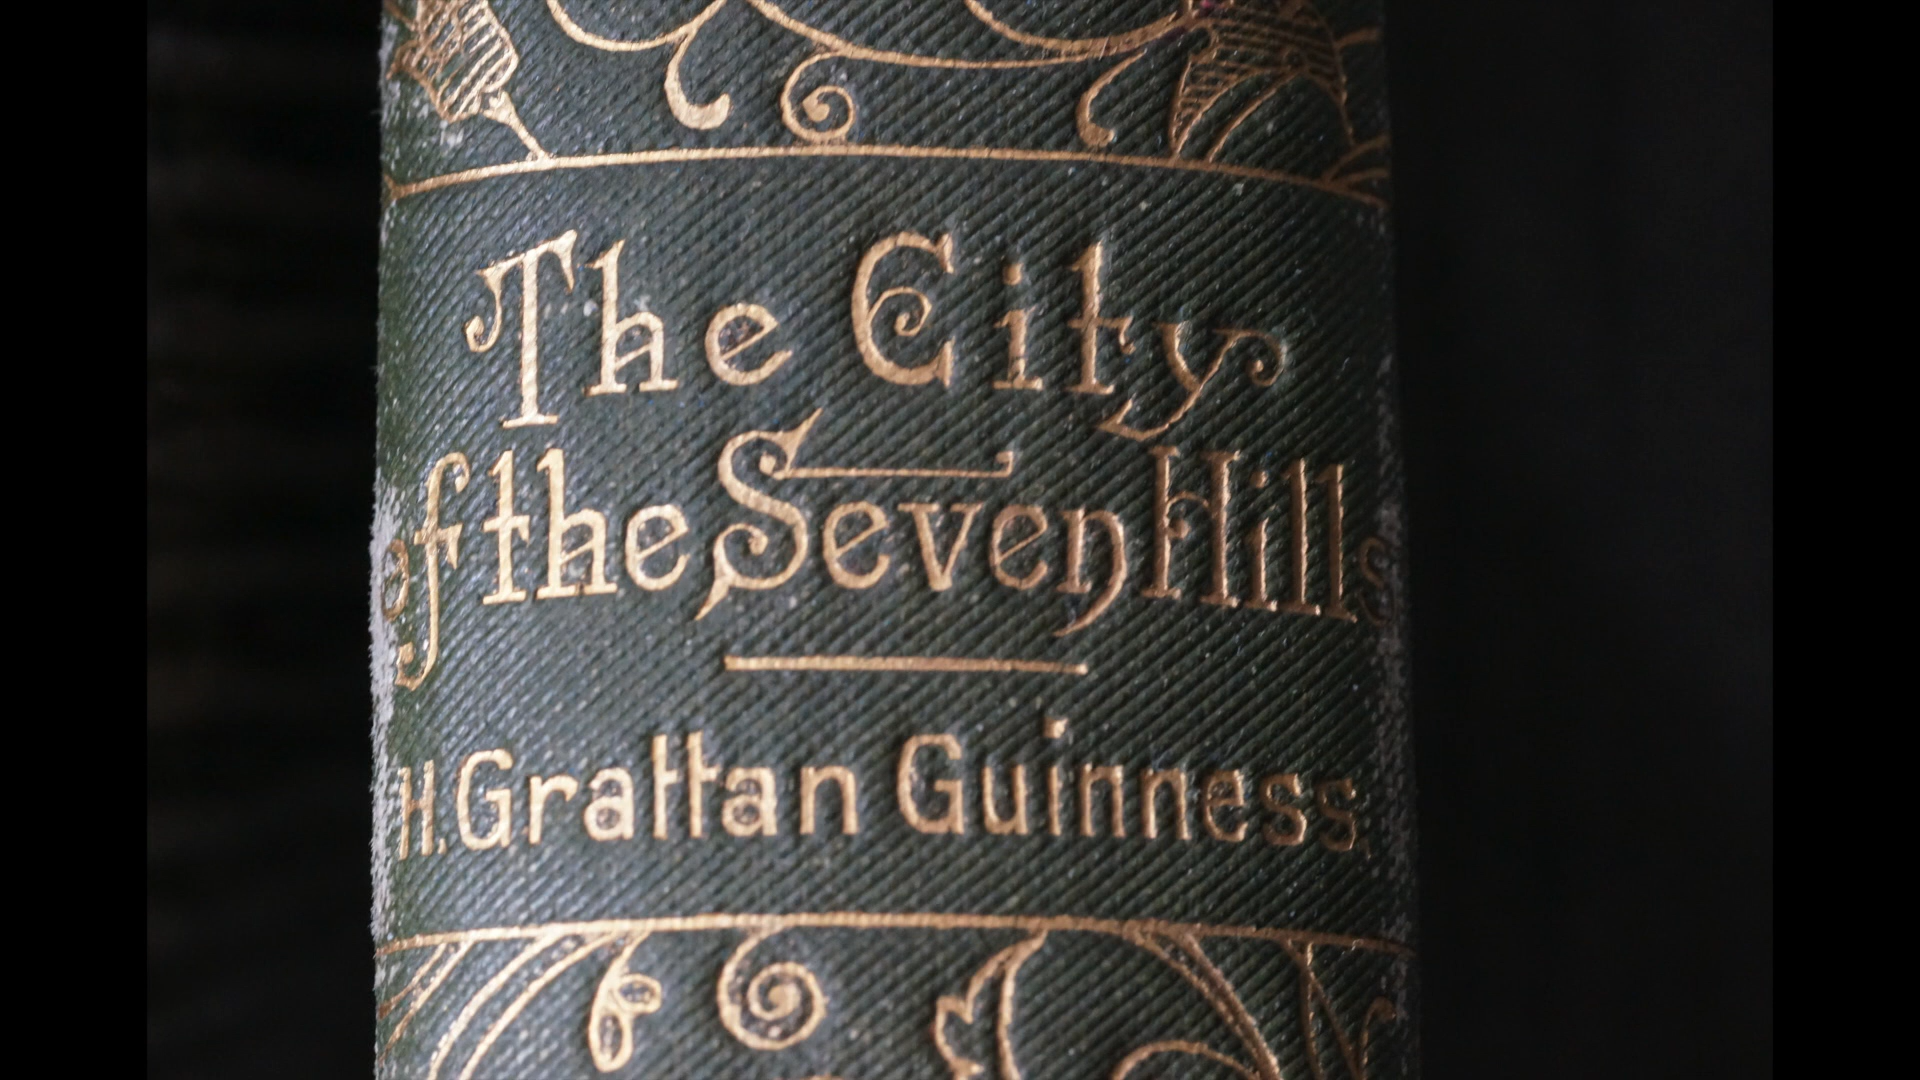 The City
of the Seven Hills
H. Grattan Guinness.